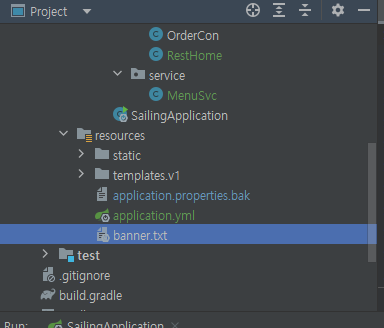 Project
OrderCon
RestHome
service
MenuSvc
SailingApplication
resources
static
templates.v1
application.properties.bak
application.yml
banner.txt
test
.gitignore
build.gradle
Run: SailingApplication